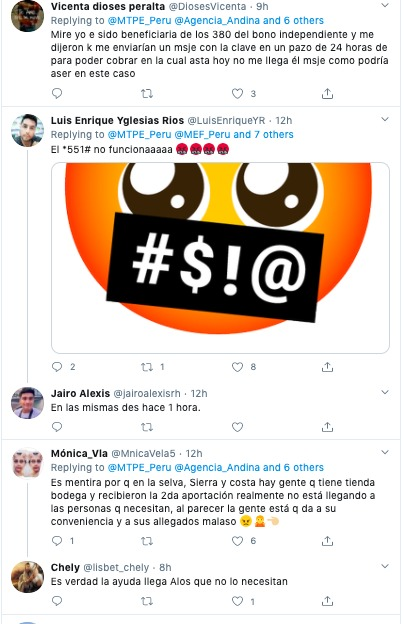 Vicenta dioses peralta @DiosesVicenta · 9h
Replying to @MTPE_Peru @Agencia_Andina and 6 others
Mire yo e sido beneficiaria de los 380 del bono independiente y me
dijeron k me enviarían un msje con la clave en un pazo de 24 horas de
para poder cobrar en la cual asta hoy no me llega él msje como podría
aser en este caso
3
Luis Enrique Yglesias Rios @LuisEnriqueYR · 12h
Replying to @MTPE_Peru @MEF_Peru and 7 others
El *551# no funcionaaaaa 🤬🤬🤬🤬
#$!@
2 1 8
Jairo Alexis @jairoalexisrh · 12h
En las mismas des hace 1 hora.
Mónica_Vla @MnicaVela5 · 12h
Replying to @MTPE_Peru @Agencia_Andina and 6 others
Es mentira por q en la selva, Sierra y costa hay gente q tiene tienda
bodega y recibieron la 2da aportación realmente no está llegando a
las personas q necesitan, al parecer la gente está q da a su
conveniencia y a sus allegados malaso 😠🤷👈🏻
1 6
Chely @lisbet_chely · 8h
Es verdad la ayuda llega Alos que no lo necesitan
1